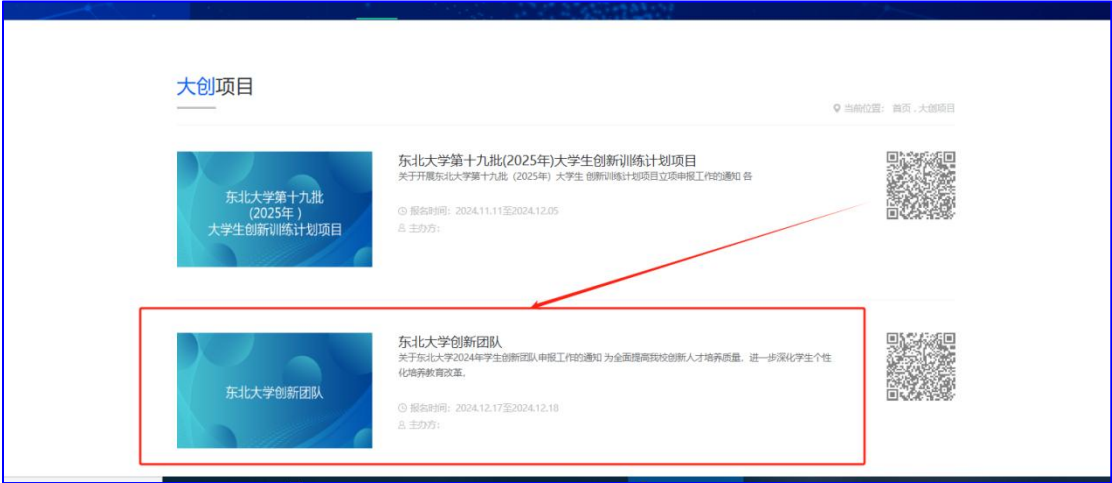 大创项目
当前位置： 首页 . 大创项目
东北大学第十九批
(2025年 )
大学生创新训练计划项目
东北大学第十九批(2025年)大学生创新训练计划项目
关于开展东北大学第十九批（2025年）大学生 创新训练计划项目立项申报工作的通知 各
报名时间： 2024.11.11至2024.12.05
主办方：
东北大学创新团队
东北大学创新团队
关于东北大学2024年学生创新团队申报工作的通知 为全面提高我校创新人才培养质量，进一步深化学生个性
化培养教育改革，
报名时间： 2024.12.17至2024.12.18
主办方：